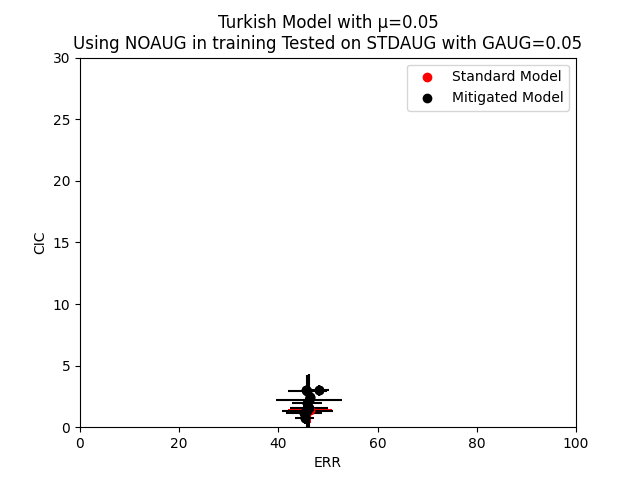 Turkish Model with μ=0.05
Using NOAUG in training Tested on STDAUG with GAUG=0.05
Standard Model
Mitigated Model
30
25
20
15
10
5
0
CIC
0 20 40 60 80 100
ERR